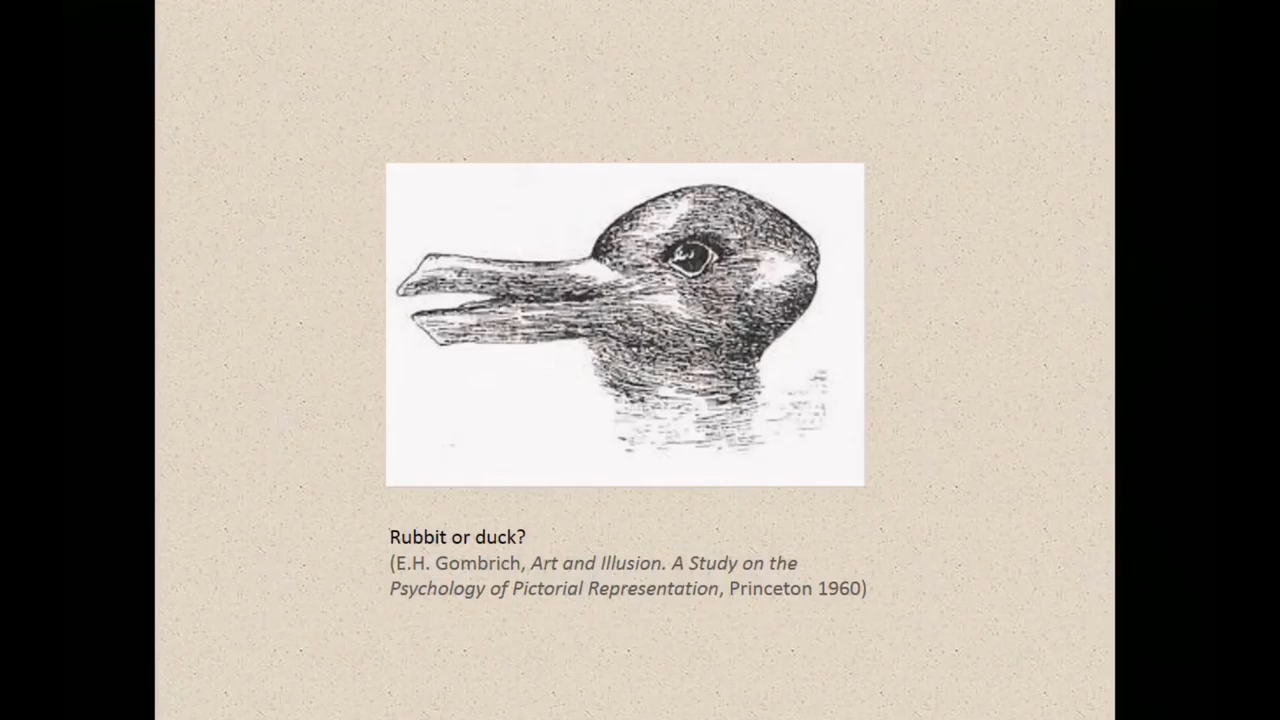 Rubbit or duck?
(E.H. Gombrich, Art and Illusion. A Study on the
Psychology of Pictorial Representation, Princeton 1960)